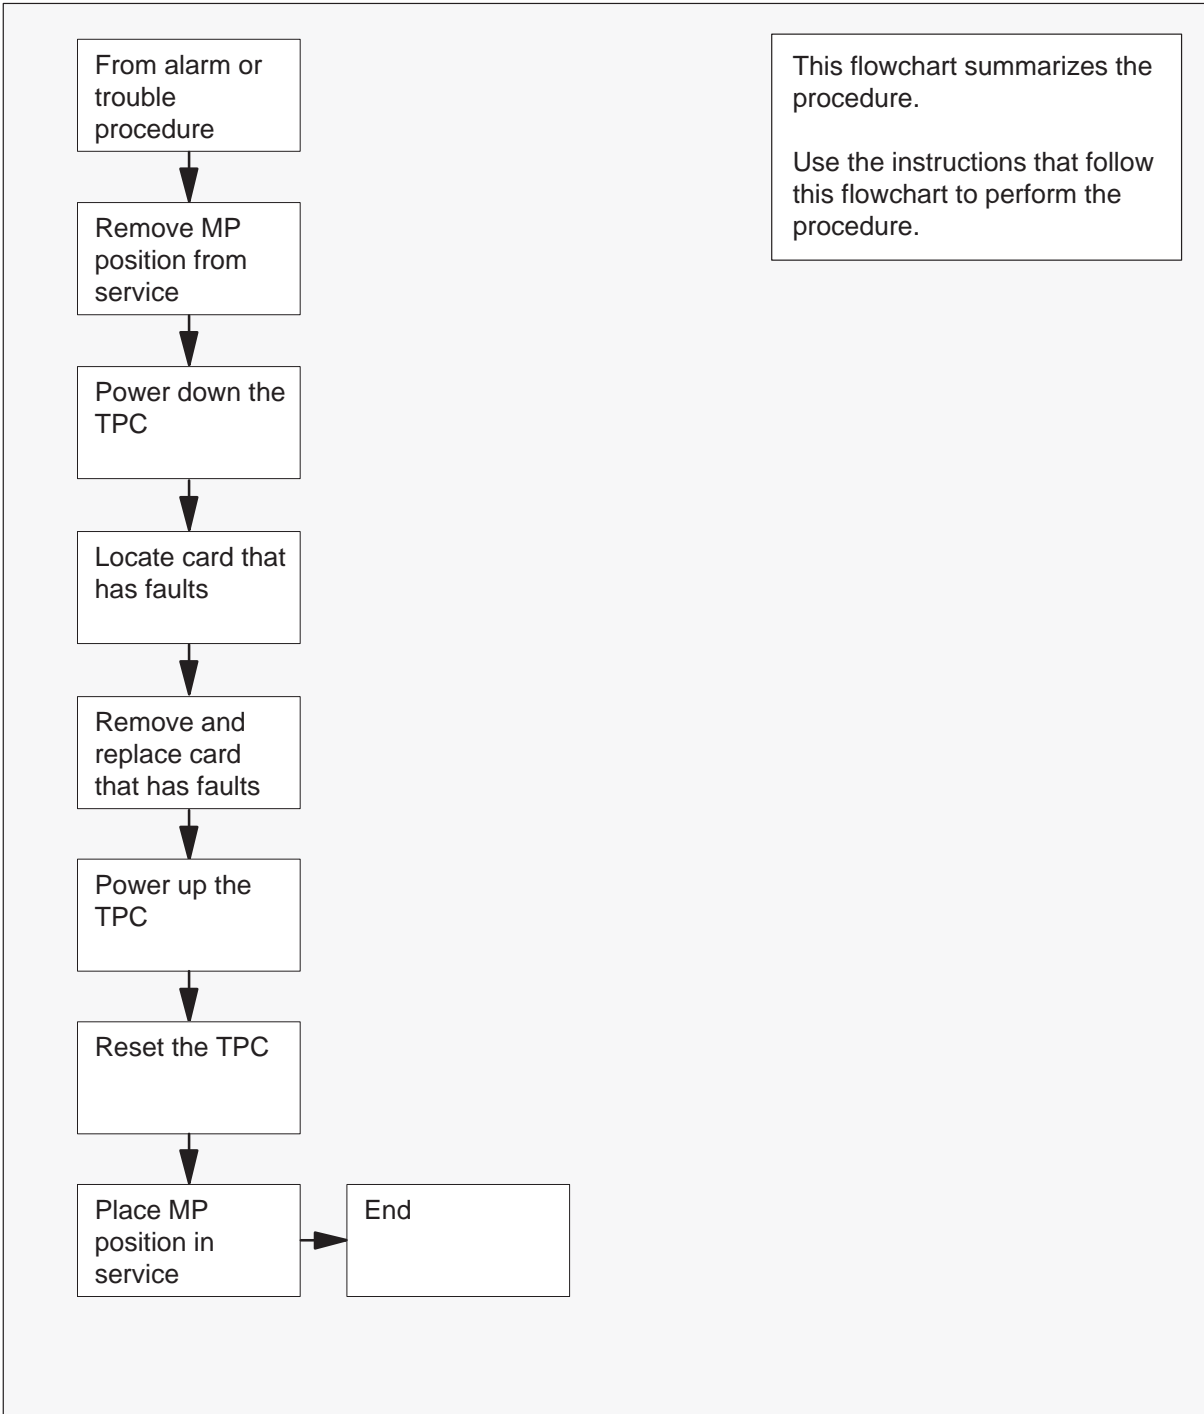 From alarm or
trouble
procedure
This flowchart summarizes the
procedure.
Use the instructions that follow
this flowchart to perform the
procedure.
Remove MP
position from
service
Power down the
TPC
Locate card that
has faults
Remove and
replace card
that has faults
Power up the
TPC
Reset the TPC
Place MP
position in
service
End